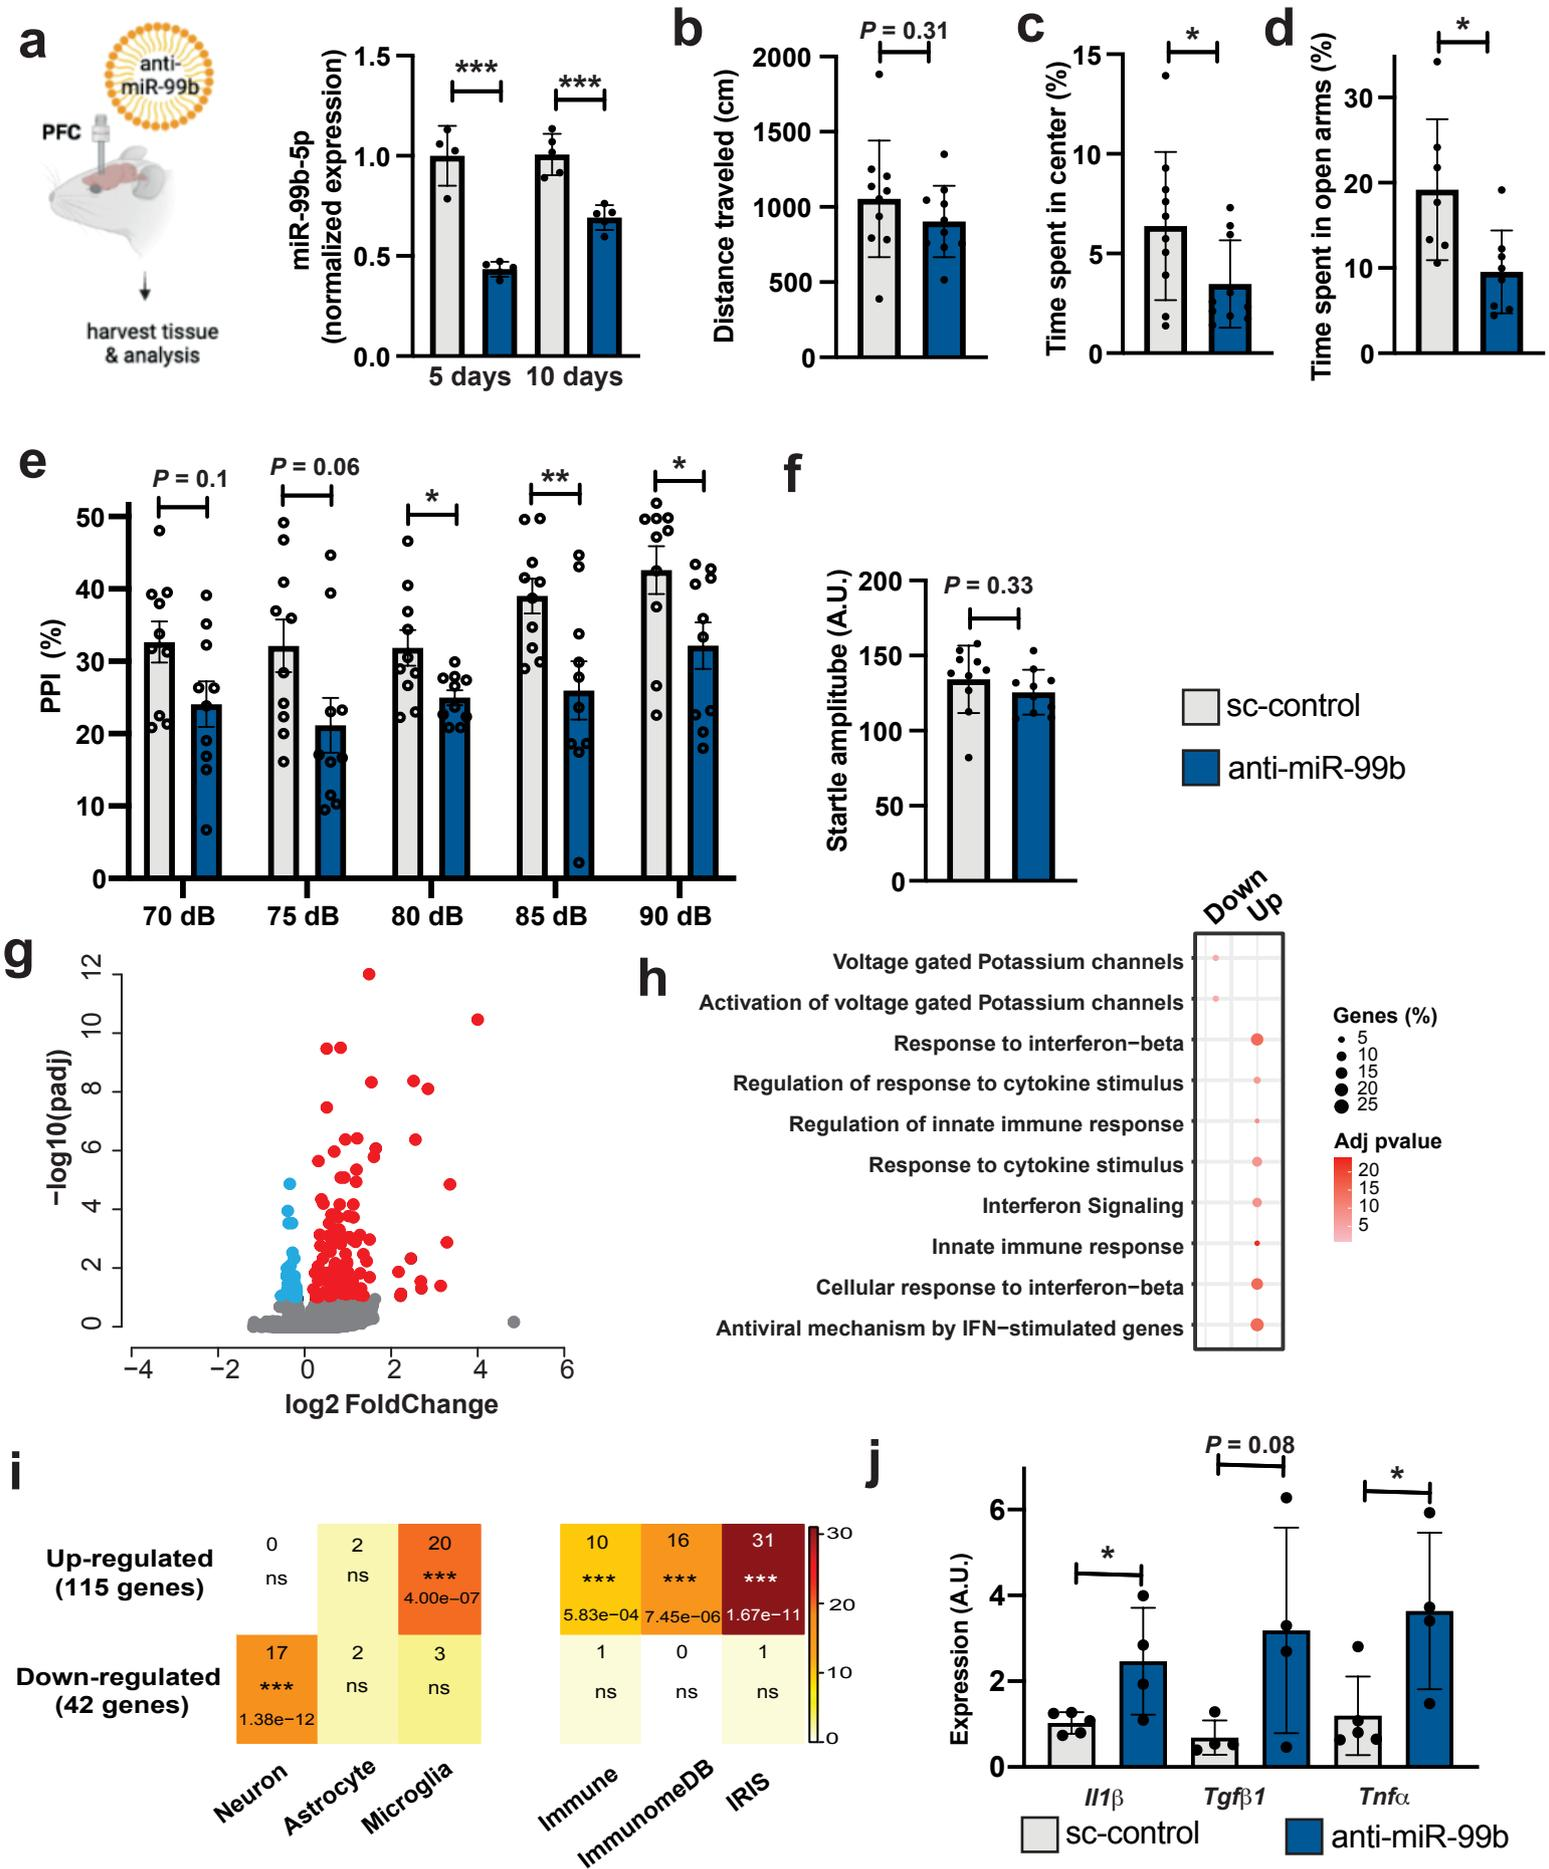 a
anti-
miR-99b
PFC
harvest tissue
& analysis
miR-99b-5p
(normalized expression)
1.5
1.0
0.5
0.0
***
***
5 days 10 days
b
P = 0.31
Distance traveled (cm)
2000
1500
1000
500
0
c
*
Time spent in center (%)
15
10
5
0
d
*
Time spent in open arms (%)
30
20
10
0
e
P = 0.1
P = 0.06
*
**
*
PPI (%)
50
40
30
20
10
0
70 dB 75 dB 80 dB 85 dB 90 dB
f
P = 0.33
Startle amplitube (A.U.)
200
150
100
50
0
sc-control
anti-miR-99b
g
−log10(padj)
12
10
8
6
4
2
0
−4 −2 0 2 4 6
log2 FoldChange
h
Down
Up
Voltage gated Potassium channels
Activation of voltage gated Potassium channels
Response to interferon−beta
Regulation of response to cytokine stimulus
Regulation of innate immune response
Response to cytokine stimulus
Interferon Signaling
Innate immune response
Cellular response to interferon−beta
Antiviral mechanism by IFN−stimulated genes
Genes (%)
5
10
15
20
25
Adj pvalue
20
15
10
5
i
Up-regulated
(115 genes)
0
ns
2
ns
20
***
4.00e−07
10
***
5.83e−04
16
***
7.45e−06
31
***
1.67e−11
Down-regulated
(42 genes)
17
***
1.38e−12
2
ns
3
ns
1
ns
0
ns
1
ns
30
20
10
0
Neuron
Astrocyte
Microglia
Immune
ImmunomeDB
IRIS
j
*
P = 0.08
*
Expression (A.U.)
6
4
2
0
Il1β Tgfβ1 Tnfα
sc-control
anti-miR-99b